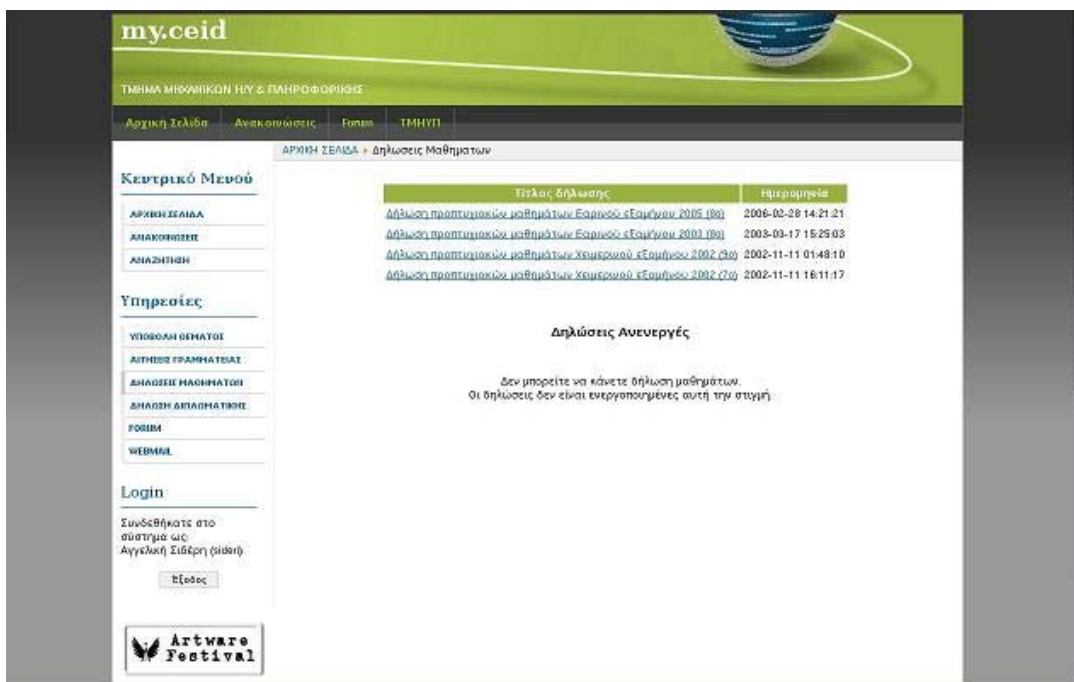 my.ceid
ΤΜΗΜΑ ΜΗΧΑΝΙΚΩΝ Η/Υ & ΠΛΗΡΟΦΟΡΙΚΗΣ
Αρχική Σελίδα Ανακοινώσεις Forum ΤΜΗΥΠ
ΑΡΧΙΚΗ ΣΕΛΙΔΑ Δηλώσεις Μαθημάτων
Κεντρικό Μενού
ΑΡΧΙΚΗ ΣΕΛΙΔΑ
ΑΝΑΚΟΙΝΩΣΕΙΣ
ΑΝΑΖΗΤΗΣΗ
Υπηρεσίες
ΥΠΟΒΟΛΗ ΘΕΜΑΤΟΣ
ΑΙΤΗΣΕΙΣ ΓΡΑΜΜΑΤΕΙΑΣ
ΔΗΛΩΣΕΙΣ ΜΑΘΗΜΑΤΩΝ
ΔΗΛΩΣΗ ΔΙΠΛΩΜΑΤΙΚΗΣ
FORUM
WEBMAIL
Login
Συνδεθήκατε στο
σύστημα ως:
Αγγελική Σιδέρη (sideri)
Έξοδος
Artware
Festival
Τίτλος δήλωσης Ημερομηνία
Δήλωση προπτυχιακών μαθημάτων Εαρινού εξαμήνου 2005 (8ο) 2006-02-28 14:21:21
Δήλωση προπτυχιακών μαθημάτων Εαρινού εξαμήνου 2003 (8ο) 2003-03-17 15:25:03
Δήλωση προπτυχιακών μαθημάτων Χειμερινού εξαμήνου 2002 (9ο) 2002-11-11 01:48:10
Δήλωση προπτυχιακών μαθημάτων Χειμερινού εξαμήνου 2002 (7ο) 2002-11-11 16:11:17
Δηλώσεις Ανενεργές
Δεν μπορείτε να κάνετε δήλωση μαθημάτων.
Οι δηλώσεις δεν είναι ενεργοποιημένες αυτή την στιγμή.